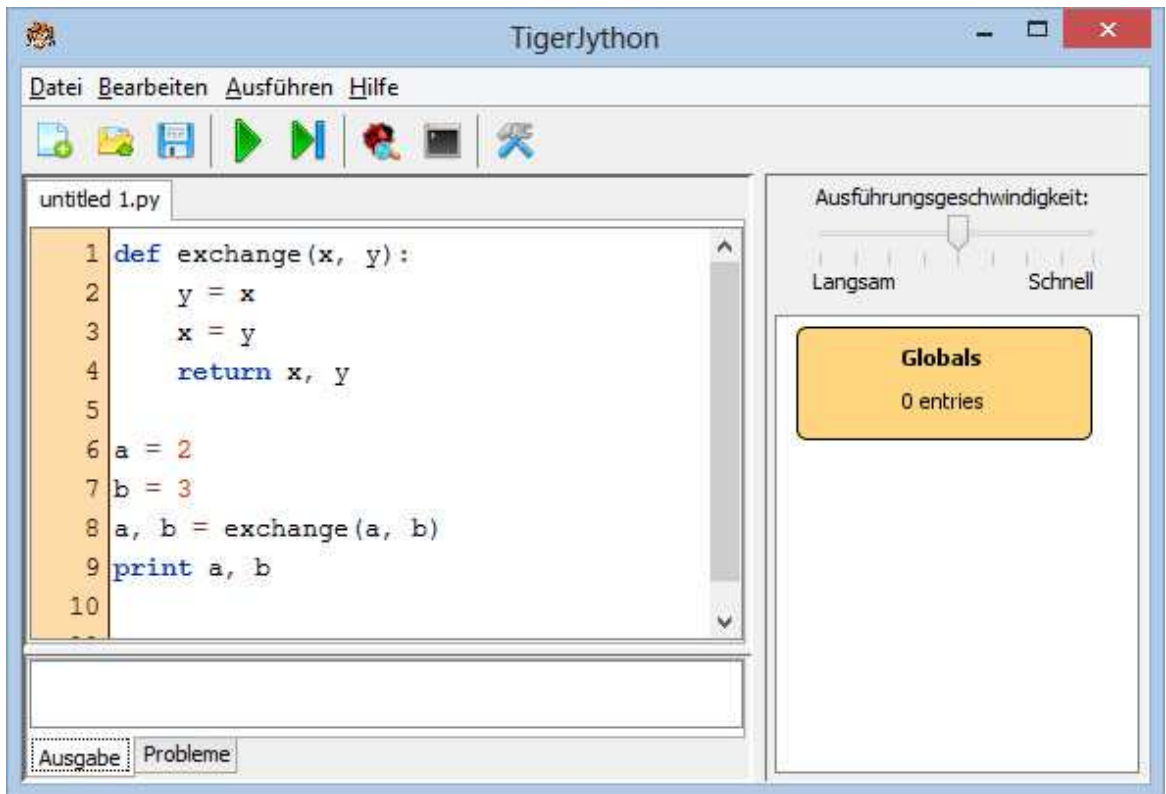 TigerJython
Datei Bearbeiten Ausführen Hilfe
untitled 1.py
1 def exchange(x, y):
2     y = x
3     x = y
4     return x, y
5
6 a = 2
7 b = 3
8 a, b = exchange(a, b)
9 print a, b
10
Ausgabe Probleme
Ausführungsgeschwindigkeit:
Langsam Schnell
Globals
0 entries